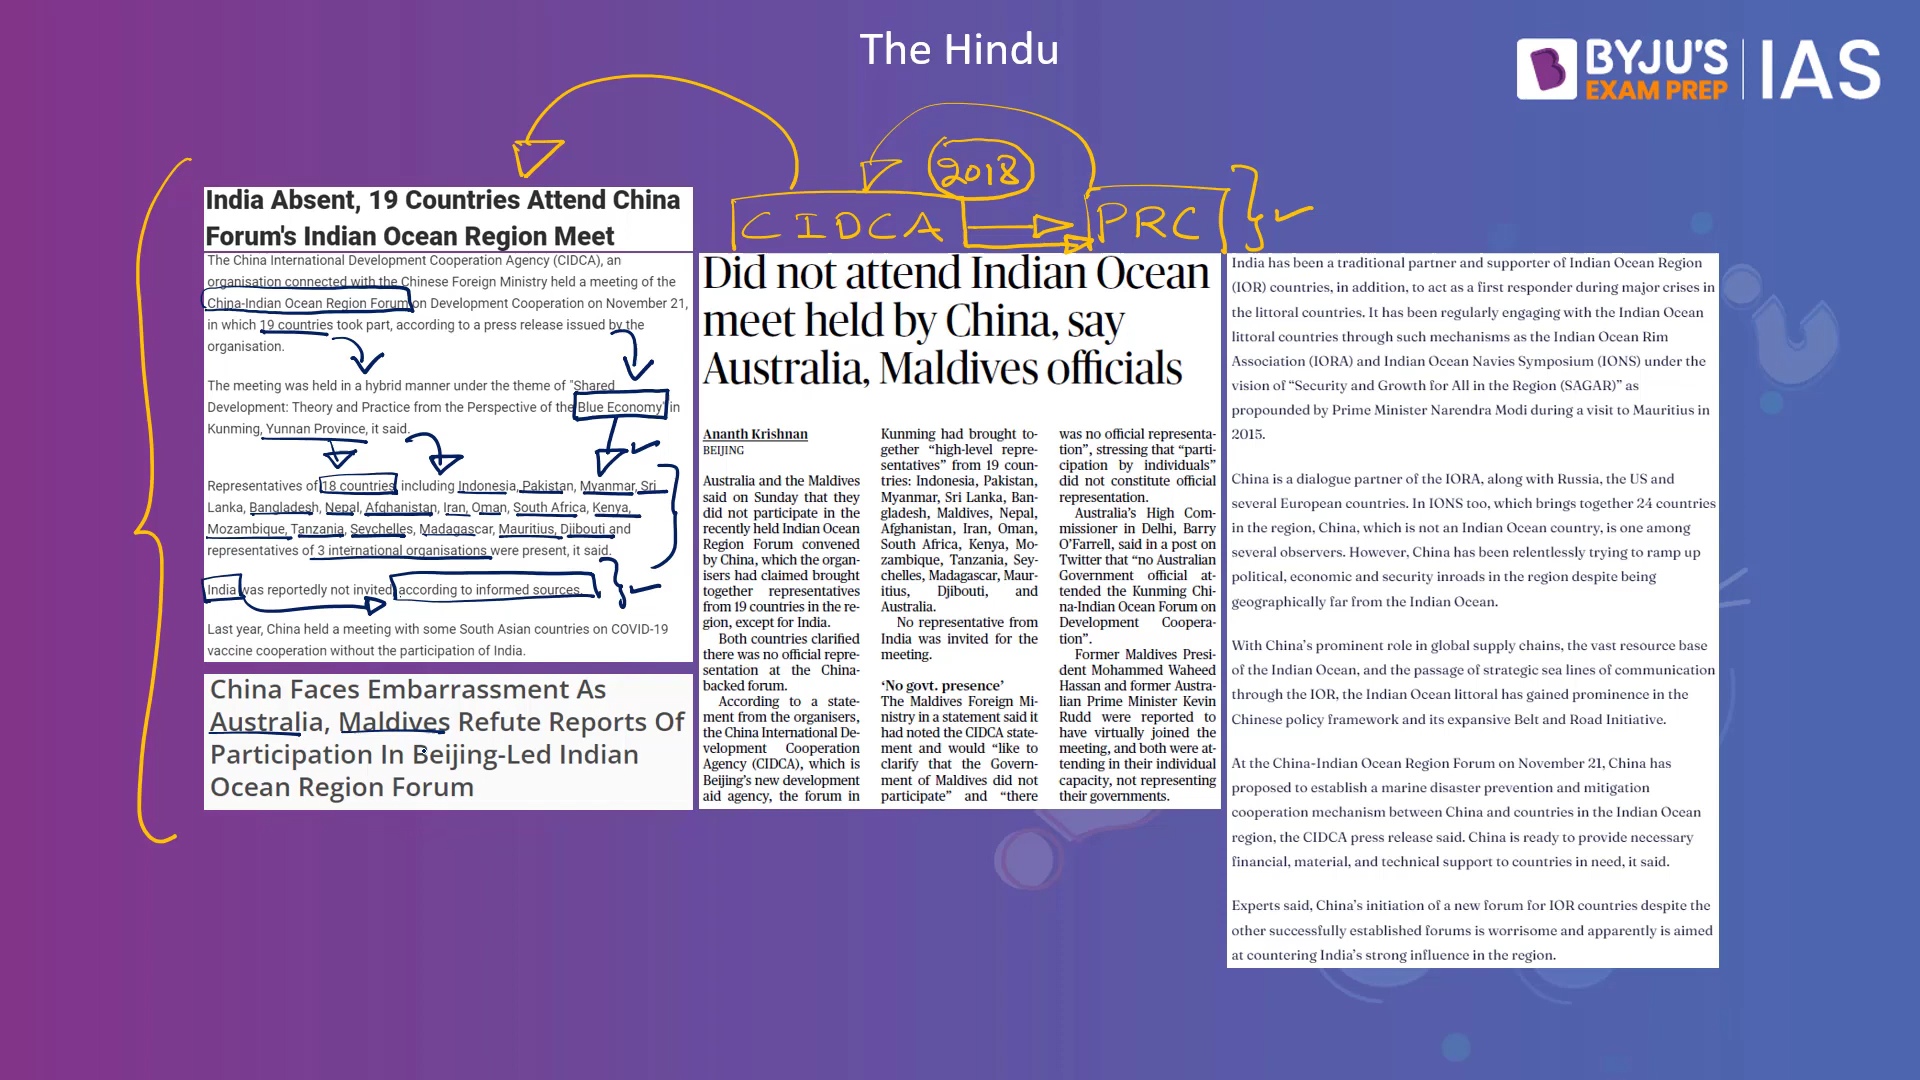 The Hindu
BYJU'S
EXAM PREP
IAS
2018
CIDCA
PRC
India Absent, 19 Countries Attend China
Forum's Indian Ocean Region Meet
The China International Development Cooperation Agency (CIDCA), an
organisation connected with the Chinese Foreign Ministry held a meeting of the
China-Indian Ocean Region Forum on Development Cooperation on November 21,
in which 19 countries took part, according to a press release issued by the
organisation.
The meeting was held in a hybrid manner under the theme of "Shared
Development: Theory and Practice from the Perspective of the Blue Economy" in
Kunming, Yunnan Province, it said.
Representatives of 18 countries, including Indonesia, Pakistan, Myanmar, Sri
Lanka, Bangladesh, Nepal, Afghanistan, Iran, Oman, South Africa, Kenya,
Mozambique, Tanzania, Seychelles, Madagascar, Mauritius, Djibouti and
representatives of 3 international organisations were present, it said.
India was reportedly not invited, according to informed sources.
Last year, China held a meeting with some South Asian countries on COVID-19
vaccine cooperation without the participation of India.
China Faces Embarrassment As
Australia, Maldives Refute Reports Of
Participation In Beijing-Led Indian
Ocean Region Forum
Did not attend Indian Ocean
meet held by China, say
Australia, Maldives officials
Ananth Krishnan
BEIJING
Australia and the Maldives
said on Sunday that they
did not participate in the
recently held Indian Ocean
Region Forum convened
by China, which the organ-
isers had claimed brought
together representatives
from 19 countries in the re-
gion, except for India.
Both countries clarified
there was no official repre-
sentation at the China-
backed forum.
According to a state-
ment from the organisers,
the China International De-
velopment Cooperation
Agency (CIDCA), which is
Beijing's new development
aid agency, the forum in
Kunming had brought to-
gether “high-level repre-
sentatives” from 19 coun-
tries: Indonesia, Pakistan,
Myanmar, Sri Lanka, Ban-
gladesh, Maldives, Nepal,
Afghanistan, Iran, Oman,
South Africa, Kenya, Mo-
zambique, Tanzania, Sey-
chelles, Madagascar, Maur-
itius, Djibouti, and
Australia.
No representative from
India was invited for the
meeting.
‘No govt. presence’
The Maldives Foreign Mi-
nistry in a statement said it
had noted the CIDCA state-
ment and would “like to
clarify that the Govern-
ment of Maldives did not
participate” and “there
was no official representa-
tion”, stressing that “parti-
cipation by individuals”
did not constitute official
representation.
Australia's High Com-
missioner in Delhi, Barry
O'Farrell, said in a post on
Twitter that “no Australian
Government official at-
tended the Kunming Chi-
na-Indian Ocean Forum on
Development Coopera-
tion”.
Former Maldives Presi-
dent Mohammed Waheed
Hassan and former Austra-
lian Prime Minister Kevin
Rudd were reported to
have virtually joined the
meeting, and both were at-
tending in their individual
capacity, not representing
their governments.
India has been a traditional partner and supporter of Indian Ocean Region
(IOR) countries, in addition, to act as a first responder during major crises in
the littoral countries. It has been regularly engaging with the Indian Ocean
littoral countries through such mechanisms as the Indian Ocean Rim
Association (IORA) and Indian Ocean Navies Symposium (IONS) under the
vision of “Security and Growth for All in the Region (SAGAR)” as
propounded by Prime Minister Narendra Modi during a visit to Mauritius in
2015.
China is a dialogue partner of the IORA, along with Russia, the US and
several European countries. In IONS too, which brings together 24 countries
in the region, China, which is not an Indian Ocean country, is one among
several observers. However, China has been relentlessly trying to ramp up
political, economic and security inroads in the region despite being
geographically far from the Indian Ocean.
With China's prominent role in global supply chains, the vast resource base
of the Indian Ocean, and the passage of strategic sea lines of communication
through the IOR, the Indian Ocean littoral has gained prominence in the
Chinese policy framework and its expansive Belt and Road Initiative.
At the China-Indian Ocean Region Forum on November 21, China has
proposed to establish a marine disaster prevention and mitigation
cooperation mechanism between China and countries in the Indian Ocean
region, the CIDCA press release said. China is ready to provide necessary
financial, material, and technical support to countries in need, it said.
Experts said, China's initiation of a new forum for IOR countries despite the
other successfully established forums is worrisome and apparently is aimed
at countering India's strong influence in the region.